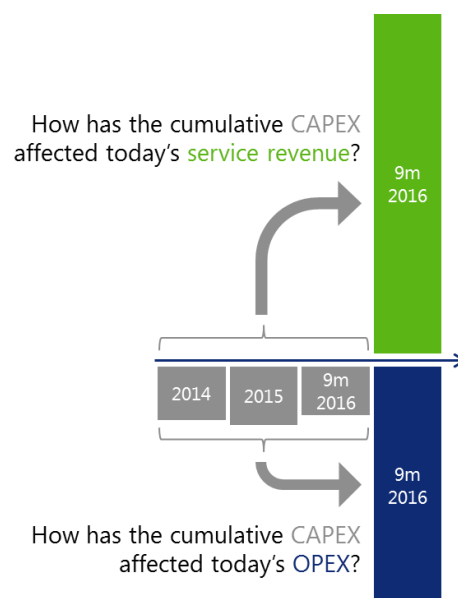 How has the cumulative CAPEX
affected today's service revenue?
9m
2016
2014
2015
9m
2016
9m
2016
How has the cumulative CAPEX
affected today's OPEX?